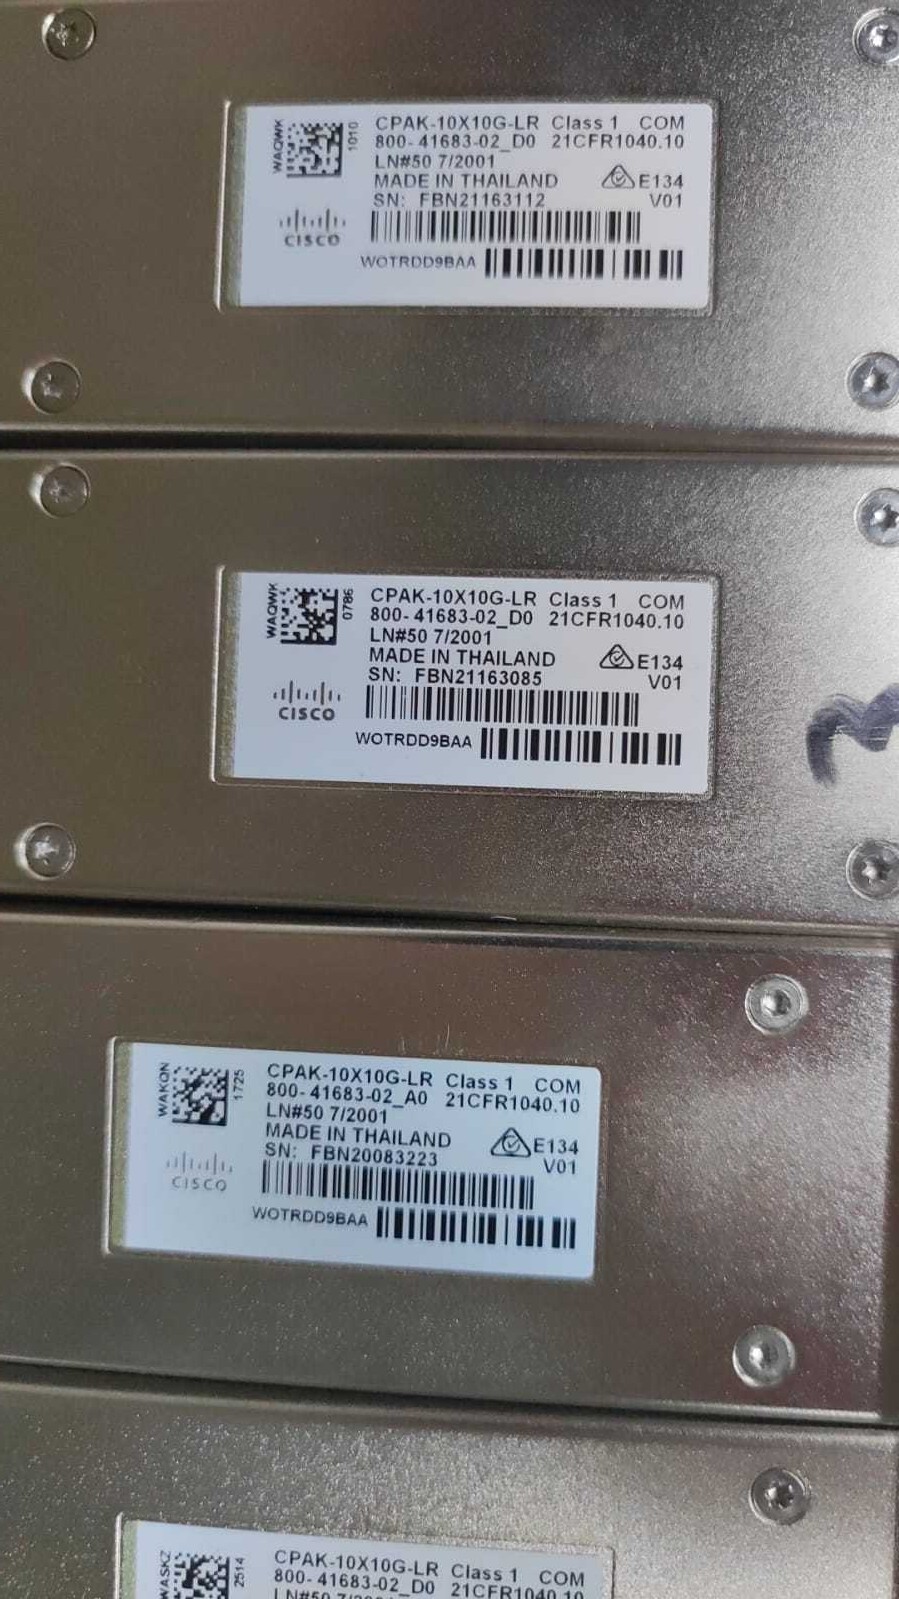 WAQWK
1010
CPAK-10X10G-LR Class 1 COM
800-41683-02_D0 21CFR1040.10
LN#50 7/2001
MADE IN THAILAND E134
SN: FBN21163112 V01
CISCO
WOTRDD9BAA
WAQWK
0786
CPAK-10X10G-LR Class 1 COM
800-41683-02_D0 21CFR1040.10
LN#50 7/2001
MADE IN THAILAND E134
SN: FBN21163085 V01
CISCO
WOTRDD9BAA
3
WAKQN
1725
CPAK-10X10G-LR Class 1 COM
800-41683-02_A0 21CFR1040.10
LN#50 7/2001
MADE IN THAILAND E134
SN: FBN20083223 V01
CISCO
WOTRDD9BAA
WASKZ
2514
CPAK-10X10G-LR Class 1 COM
800-41683-02_D0 21CFR1040.10
LN#50